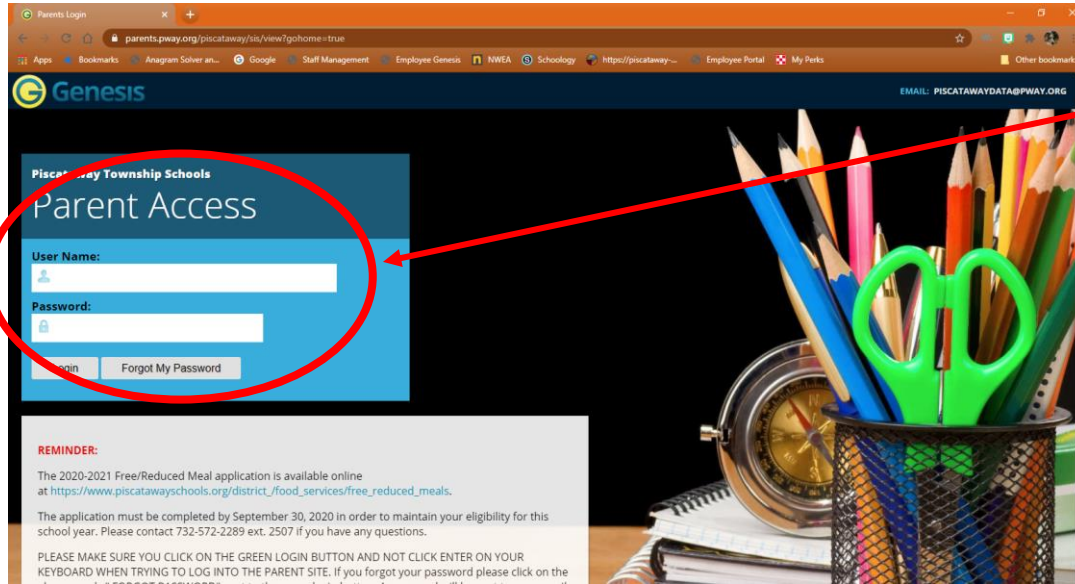 Parents Login
parents.pway.org/piscataway/sis/view?gohome=true
Apps Bookmarks Anagram Solver an... Google Staff Management Employee Genesis NWEA Schoology https://piscataway-... Employee Portal My Perks Other bookmark
Genesis
EMAIL: PISCATAWAYDATA@PWAY.ORG
Piscataway Township Schools
Parent Access
User Name:
Password:
Login Forgot My Password
REMINDER:
The 2020-2021 Free/Reduced Meal application is available online
at https://www.piscatawayschools.org/district_/food_services/free_reduced_meals.
The application must be completed by September 30, 2020 in order to maintain your eligibility for this
school year. Please contact 732-572-2289 ext. 2507 if you have any questions.
PLEASE MAKE SURE YOU CLICK ON THE GREEN LOGIN BUTTON AND NOT CLICK ENTER ON YOUR
KEYBOARD WHEN TRYING TO LOG INTO THE PARENT SITE. If you forgot your password please click on the